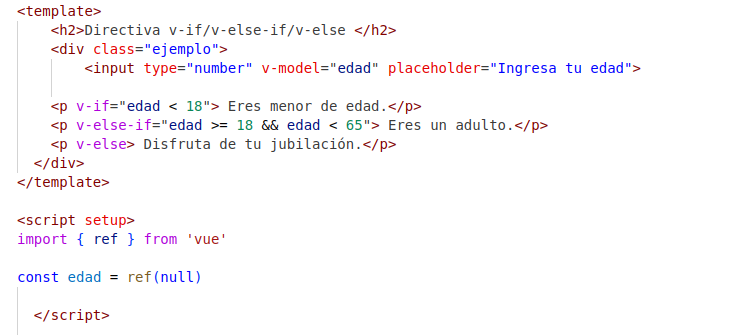 <template>
<h2>Directiva v-if/v-else-if/v-else </h2>
<div class="ejemplo">
<input type="number" v-model="edad" placeholder="Ingresa tu edad">
<p v-if="edad < 18"> Eres menor de edad.</p>
<p v-else-if="edad >= 18 && edad < 65"> Eres un adulto.</p>
<p v-else> Disfruta de tu jubilación.</p>
</div>
</template>
<script setup>
import { ref } from 'vue'
const edad = ref(null)
</script>